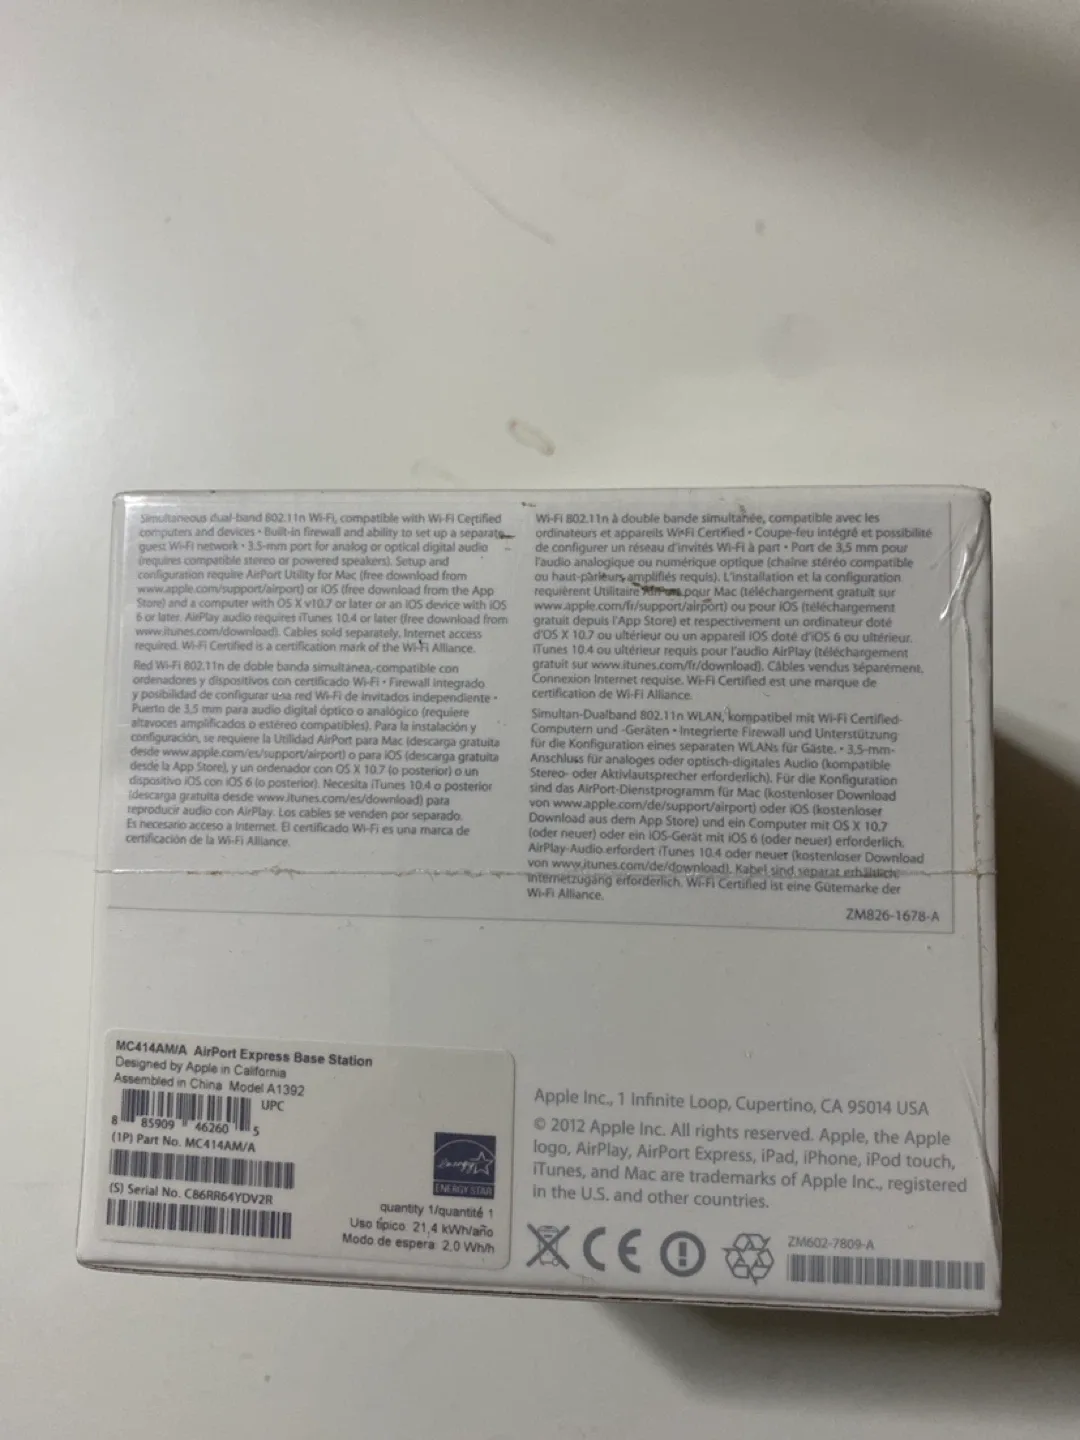 Simultaneous dual-band 802.11n Wi-Fi, compatible with Wi-Fi Certified
computers and devices • Built-in firewall and ability to set up a separate
guest Wi-Fi network • 3.5-mm port for analog or optical digital audio
(requires compatible stereo or powered speakers). Setup and
configuration require AirPort Utility for Mac (free download from
www.apple.com/support/airport) or iOS (free download from the App
Store) and a computer with OS X v10.7 or later or an iOS device with iOS
6 or later. AirPlay audio requires iTunes 10.4 or later (free download from
www.itunes.com/download). Cables sold separately. Internet access
required. Wi-Fi Certified is a certification mark of the Wi-Fi Alliance.
Red Wi-Fi 802.11n de doble banda simultanea, compatible con
ordenadores y dispositivos con certificado Wi-Fi • Firewall integrado
y posibilidad de configurar una red Wi-Fi de invitados independiente •
Puerto de 3,5 mm para audio digital óptico o analógico (requiere
altavoces amplificados o estéreo compatibles). Para la instalación y
configuración, se requiere la Utilidad AirPort para Mac (descarga gratuita
desde www.apple.com/es/support/airport) o para iOS (descarga gratuita
desde la App Store), y un ordenador con OS X 10.7 (o posterior) o un
dispositivo iOS con iOS 6 (o posterior). Necesita iTunes 10.4 o posterior
(descarga gratuita desde www.itunes.com/es/download) para
reproducir audio con AirPlay. Los cables se venden por separado.
Es necesario acceso a Internet. El certificado Wi-Fi es una marca de
certificación de la Wi-Fi Alliance.
Wi-Fi 802.11n à double bande simultanée, compatible avec les
ordinateurs et appareils Wi-Fi Certified • Coupe-feu intégré et possibilité
de configurer un réseau d'invités Wi-Fi à part • Port de 3,5 mm pour
l'audio analogique ou numérique optique (chaîne stéréo compatible
ou haut-parleurs amplifiés requis). L'installation et la configuration
requièrent Utilitaire AirPort pour Mac (téléchargement gratuit sur
www.apple.com/fr/support/airport) ou pour iOS (téléchargement
gratuit depuis l'App Store) et respectivement un ordinateur doté
d'OS X 10.7 ou ultérieur ou un appareil iOS doté d'iOS 6 ou ultérieur.
iTunes 10.4 ou ultérieur requis pour l'audio AirPlay (téléchargement
gratuit sur www.itunes.com/fr/download). Câbles vendus séparément.
Connexion Internet requise. Wi-Fi Certified est une marque de
certification de Wi-Fi Alliance.
Simultan-Dualband 802.11n WLAN, kompatibel mit Wi-Fi Certified-
Computern und -Geräten • Integrierte Firewall und Unterstützung
für die Konfiguration eines separaten WLANs für Gäste. • 3,5-mm-
Anschluss für analoges oder optisch-digitales Audio (kompatible
Stereo- oder Aktivlautsprecher erforderlich). Für die Konfiguration
sind das AirPort-Dienstprogramm für Mac (kostenloser Download
von www.apple.com/de/support/airport) oder iOS (kostenloser
Download aus dem App Store) und ein Computer mit OS X 10.7
(oder neuer) oder ein iOS-Gerät mit iOS 6 (oder neuer) erforderlich.
AirPlay-Audio erfordert iTunes 10.4 oder neuer (kostenloser Download
von www.itunes.com/de/download). Kabel sind separat erhältlich.
Internetzugang erforderlich. Wi-Fi Certified ist eine Gütemarke der
Wi-Fi Alliance.
ZM826-1678-A
MC414AM/A AirPort Express Base Station
Designed by Apple in California
Assembled in China Model A1392
UPC
8 85909 46260 5
(1P) Part No. MC414AM/A
(S) Serial No. C86RR64YDV2R
energy
ENERGY STAR
quantity 1/quantité 1
Uso típico 21,4 kWh/año
Modo de espera 2,0 Wh/h
Apple Inc., 1 Infinite Loop, Cupertino, CA 95014 USA
© 2012 Apple Inc. All rights reserved. Apple, the Apple
logo, AirPlay, AirPort Express, iPad, iPhone, iPod touch,
iTunes, and Mac are trademarks of Apple Inc., registered
in the U.S. and other countries.
CE
ZM602-7809-A